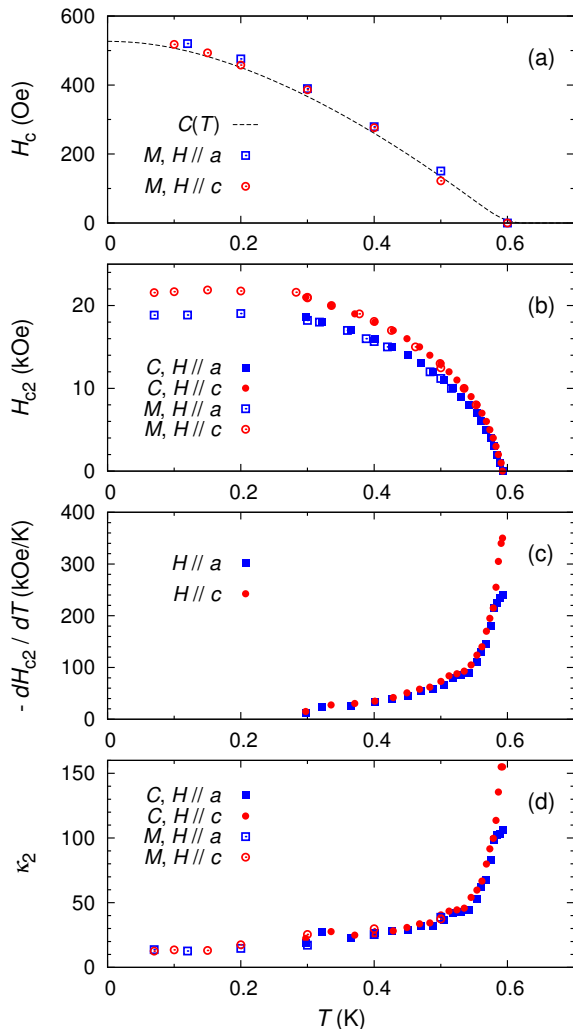 600
400
200
0
H_c (Oe)
(a)
C(T)
M, H // a
M, H // c
0 0.2 0.4 0.6
20
10
0
H_c2 (kOe)
(b)
C, H // a
C, H // c
M, H // a
M, H // c
0 0.2 0.4 0.6
400
300
200
100
0
- dH_c2 / dT (kOe/K)
(c)
H // a
H // c
0 0.2 0.4 0.6
150
100
50
0
κ_2
(d)
C, H // a
C, H // c
M, H // a
M, H // c
0 0.2 0.4 0.6
T (K)